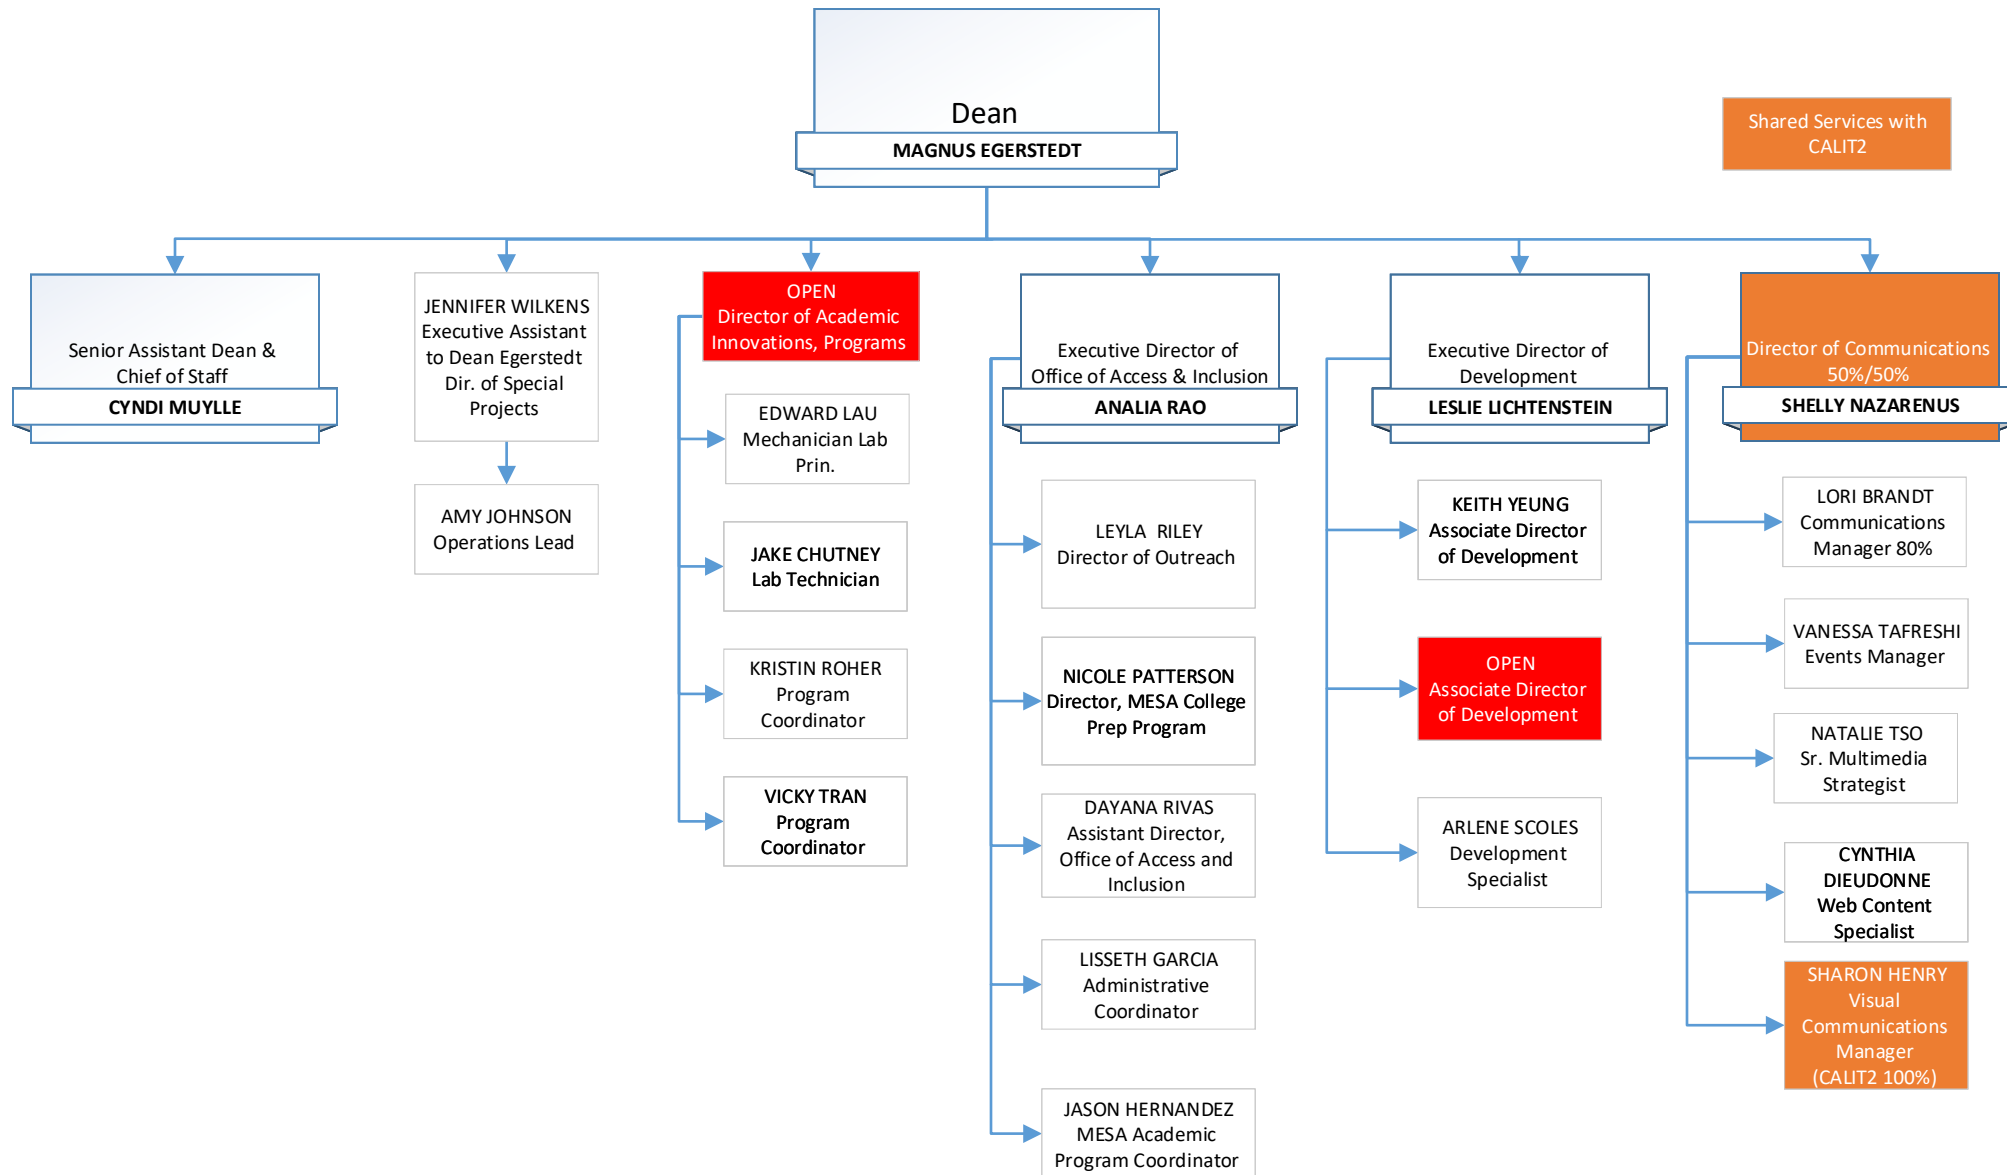 Dean
MAGNUS EGERSTEDT
Shared Services with
CALIT2
Senior Assistant Dean &
Chief of Staff
CYNDI MUYLLE
JENNIFER WILKENS
Executive Assistant
to Dean Egerstedt
Dir. of Special
Projects
AMY JOHNSON
Operations Lead
OPEN
Director of Academic
Innovations, Programs
EDWARD LAU
Mechanician Lab
Prin.
JAKE CHUTNEY
Lab Technician
KRISTIN ROHER
Program
Coordinator
VICKY TRAN
Program
Coordinator
Executive Director of
Office of Access & Inclusion
ANALIA RAO
LEYLA  RILEY
Director of Outreach
NICOLE PATTERSON
Director, MESA College
Prep Program
DAYANA RIVAS
Assistant Director,
Office of Access and
Inclusion
LISSETH GARCIA
Administrative
Coordinator
JASON HERNANDEZ
MESA Academic
Program Coordinator
Executive Director of
Development
LESLIE LICHTENSTEIN
KEITH YEUNG
Associate Director
of Development
OPEN
Associate Director
of Development
ARLENE SCOLES
Development
Specialist
Director of Communications
50%/50%
SHELLY NAZARENUS
LORI BRANDT
Communications
Manager 80%
VANESSA TAFRESHI
Events Manager
NATALIE TSO
Sr. Multimedia
Strategist
CYNTHIA
DIEUDONNE
Web Content
Specialist
SHARON HENRY
Visual
Communications
Manager
(CALIT2 100%)